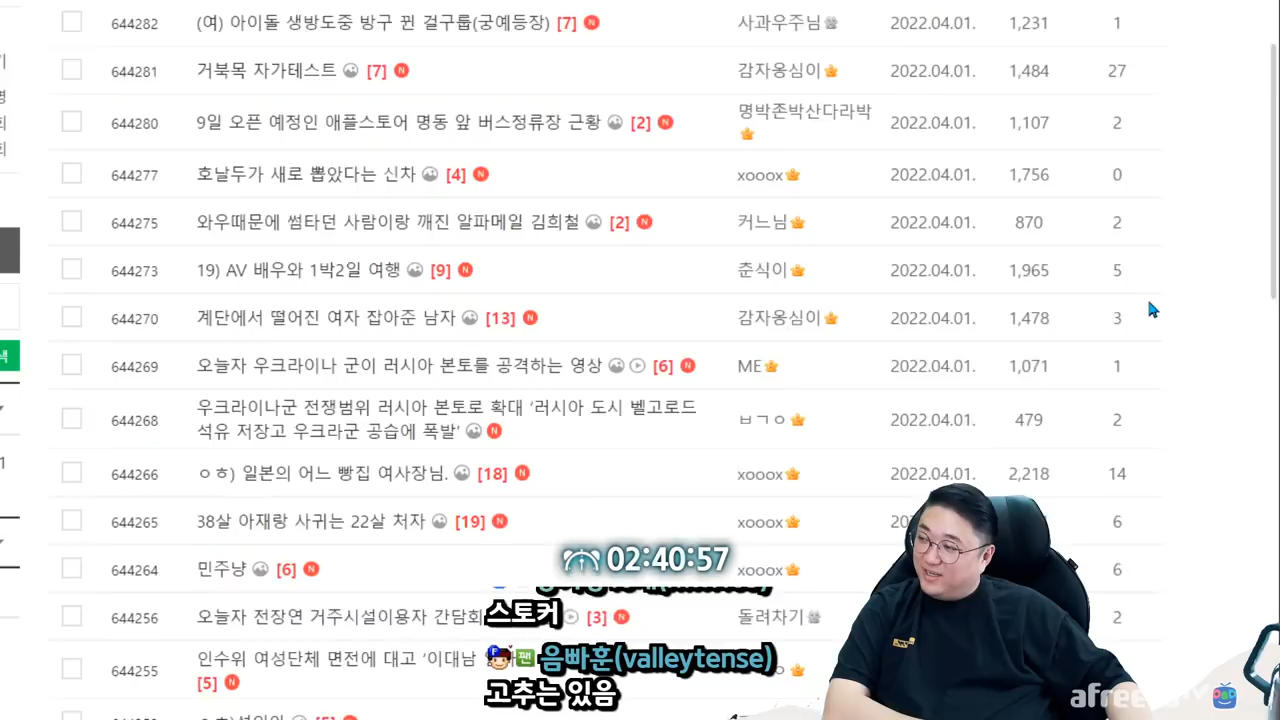 644282 (여) 아이돌 생방도중 방구 뀐 걸구룹(궁예등장) [7] N 사과우주님 2022.04.01. 1,231 1
644281 거북목 자가테스트 [7] N 감자옹심이 2022.04.01. 1,484 27
644280 9일 오픈 예정인 애플스토어 명동 앞 버스정류장 근황 [2] N 명박존박산다라박 2022.04.01. 1,107 2
644277 호날두가 새로 뽑았다는 신차 [4] N xooox 2022.04.01. 1,756 0
644275 와우때문에 썸타던 사람이랑 깨진 알파메일 김희철 [2] N 커느님 2022.04.01. 870 2
644273 19) AV 배우와 1박2일 여행 [9] N 춘식이 2022.04.01. 1,965 5
644270 계단에서 떨어진 여자 잡아준 남자 [13] N 감자옹심이 2022.04.01. 1,478 3
644269 오늘자 우크라이나 군이 러시아 본토를 공격하는 영상 [6] N ME 2022.04.01. 1,071 1
644268 우크라이나군 전쟁범위 러시아 본토로 확대 ‘러시아 도시 벨고로드
석유 저장고 우크라군 공습에 폭발’ N ㅂㄱㅇ 2022.04.01. 479 2
644266 ㅇㅎ) 일본의 어느 빵집 여사장님. [18] N xooox 2022.04.01. 2,218 14
644265 38살 아재랑 사귀는 22살 처자 [19] N xooox 6
644264 민주냥 [6] N xooox 6
02:40:57
644256 오늘자 전장연 거주시설이용자 간담회 [3] N 돌려차기 2
스토커
644255 인수위 여성단체 면전에 대고 ‘이대남
[5] N
팬 음빠훈(valleytense)
고추는 있음